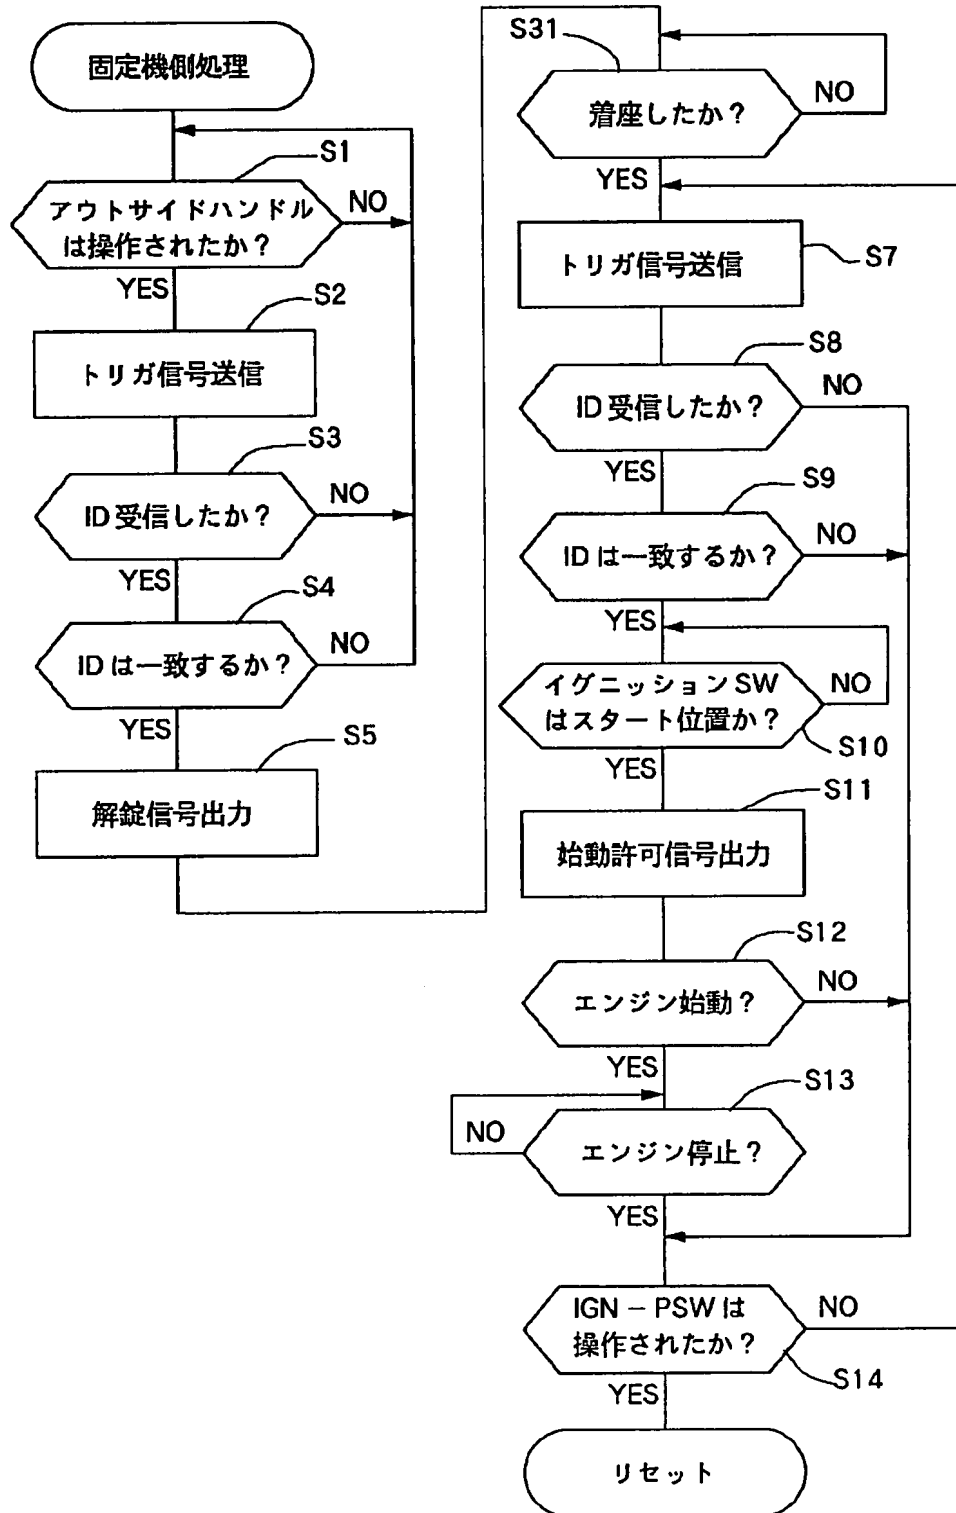 固定機側処理
S1
アウトサイドハンドル
は操作されたか?
NO
YES
S2
トリガ信号送信
S3
ID受信したか?
NO
YES
S4
IDは一致するか?
NO
YES
S5
解錠信号出力
S31
着座したか?
NO
YES
トリガ信号送信
S7
S8
ID受信したか?
NO
YES
S9
IDは一致するか?
NO
YES
イグニッションSW
はスタート位置か?
NO
S10
YES
S11
始動許可信号出力
S12
エンジン始動?
NO
YES
S13
エンジン停止?
NO
YES
IGN-PSWは
操作されたか?
NO
S14
YES
リセット